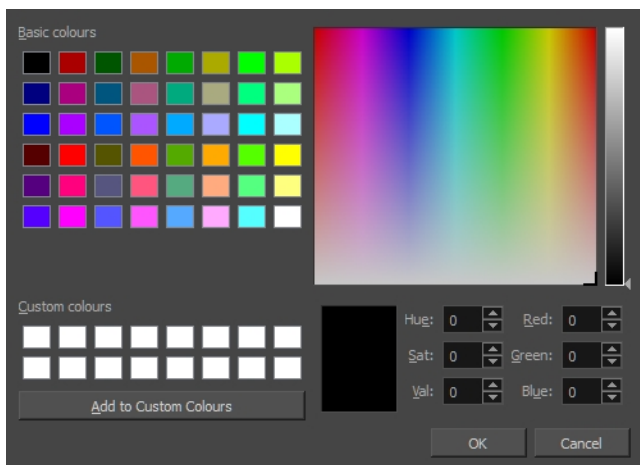 Basic colours
Custom colours
Add to Custom Colours
Hue: 0 Red: 0
Sat: 0 Green: 0
Val: 0 Blue: 0
OK Cancel